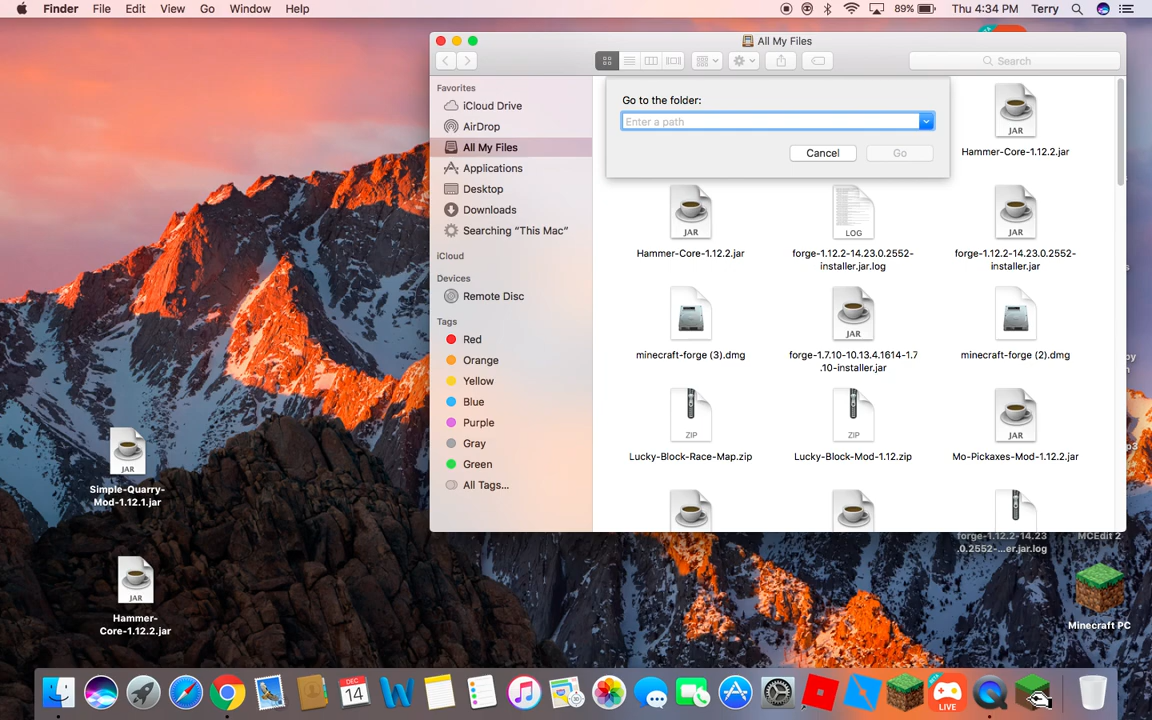 Finder File Edit View Go Window Help
89% Thu 4:34 PM Terry
All My Files
Search
Favorites
iCloud Drive
AirDrop
All My Files
Applications
Desktop
Downloads
Searching “This Mac”
iCloud
Devices
Remote Disc
Tags
Red
Orange
Yellow
Blue
Purple
Gray
Green
All Tags...
Go to the folder:
Enter a path
Cancel Go
JAR
Hammer-Core-1.12.2.jar
JAR LOG JAR
Hammer-Core-1.12.2.jar
forge-1.12.2-14.23.0.2552-
installer.jar.log
forge-1.12.2-14.23.0.2552-
installer.jar
JAR
minecraft-forge (3).dmg
forge-1.7.10-10.13.4.1614-1.7
.10-installer.jar
minecraft-forge (2).dmg
ZIP ZIP JAR
Lucky-Block-Race-Map.zip
Lucky-Block-Mod-1.12.zip
Mo-Pickaxes-Mod-1.12.2.jar
JAR
Simple-Quarry-
Mod-1.12.1.jar
JAR
Hammer-
Core-1.12.2.jar
forge-1.12.2-14.23
.0.2552-...er.jar.log
MCEdit 2
Minecraft PC
DEC
14
LIVE